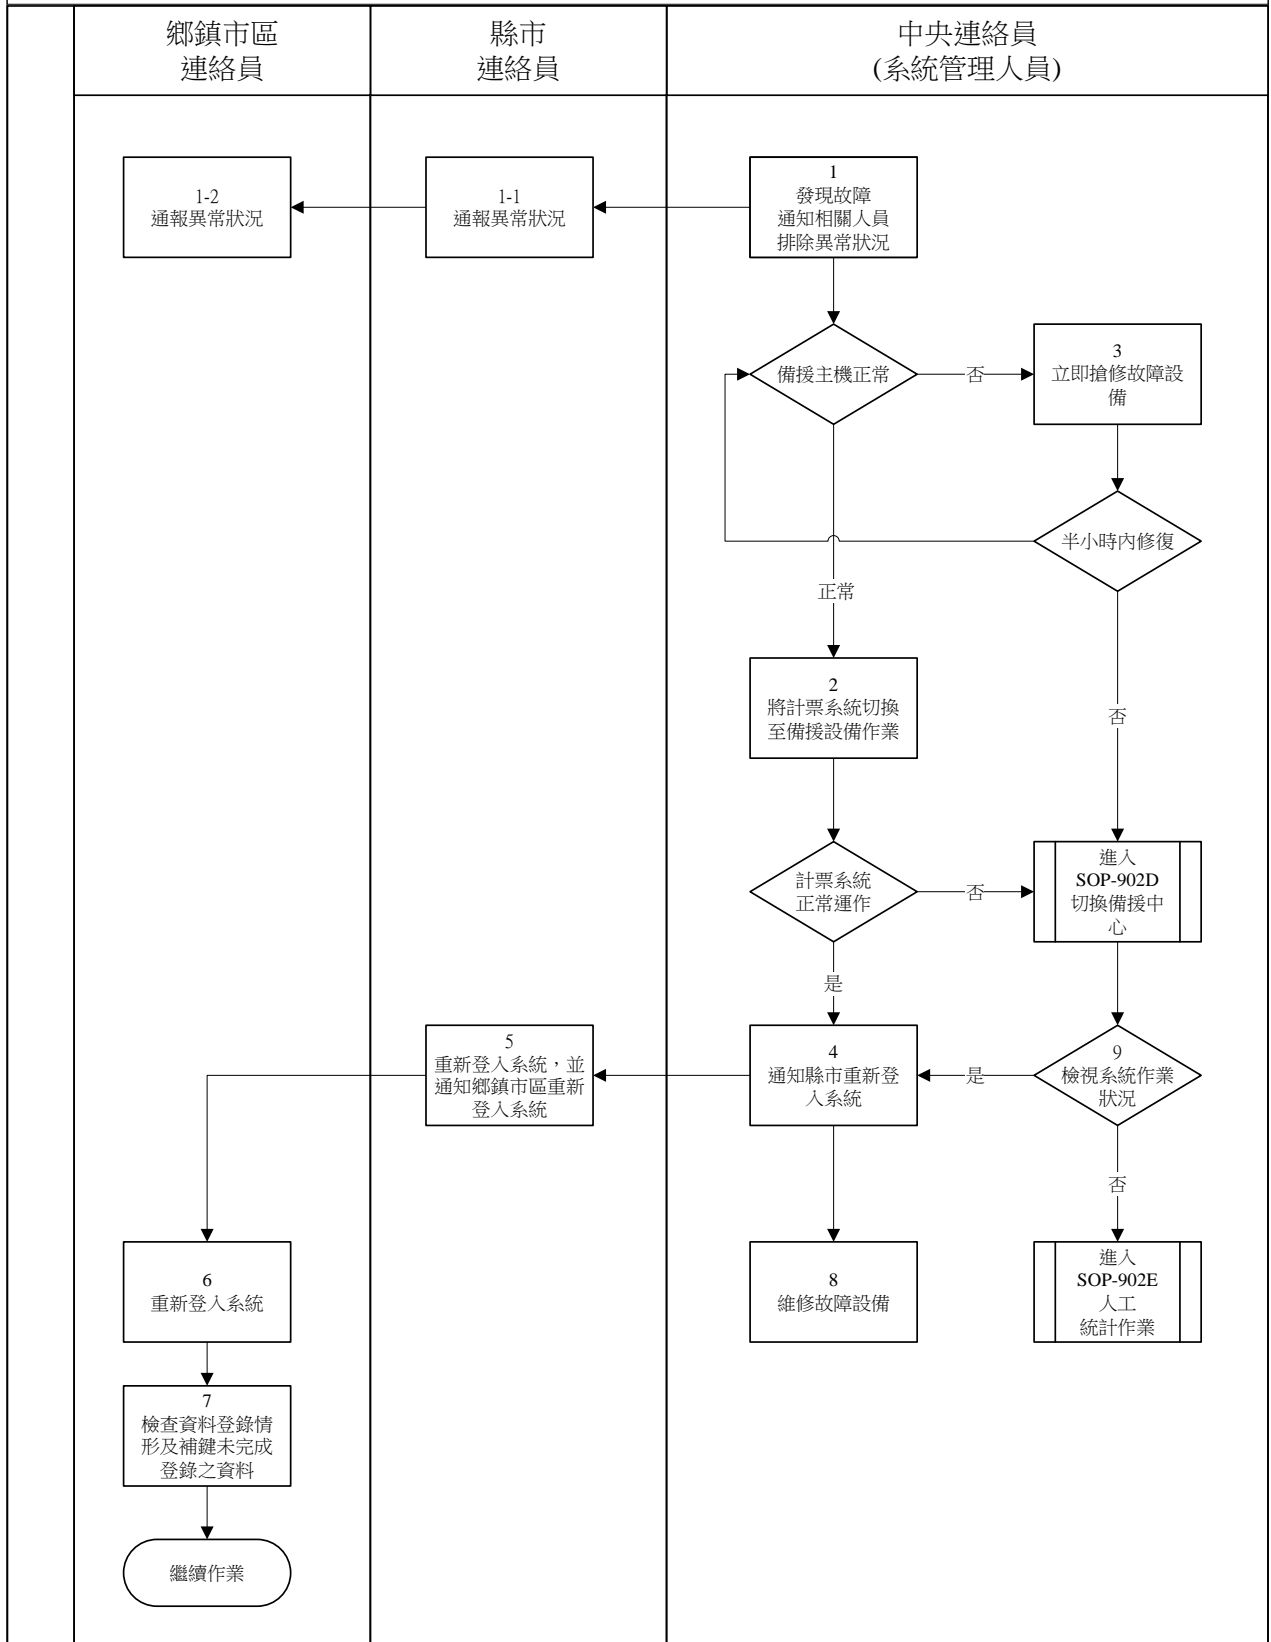 鄉鎮市區
連絡員
縣市
連絡員
中央連絡員
(系統管理人員)
1-2
通報異常狀況
1-1
通報異常狀況
1
發現故障
通知相關人員
排除異常狀況
備援主機正常
否
3
立即搶修故障設
備
半小時內修復
正常
2
將計票系統切換
至備援設備作業
否
計票系統
正常運作
否
進入
SOP-902D
切換備援中
心
是
5
重新登入系統，並
通知鄉鎮市區重新
登入系統
4
通知縣市重新登
入系統
是
9
檢視系統作業
狀況
否
6
重新登入系統
8
維修故障設備
進入
SOP-902E
人工
統計作業
7
檢查資料登錄情
形及補鍵未完成
登錄之資料
繼續作業